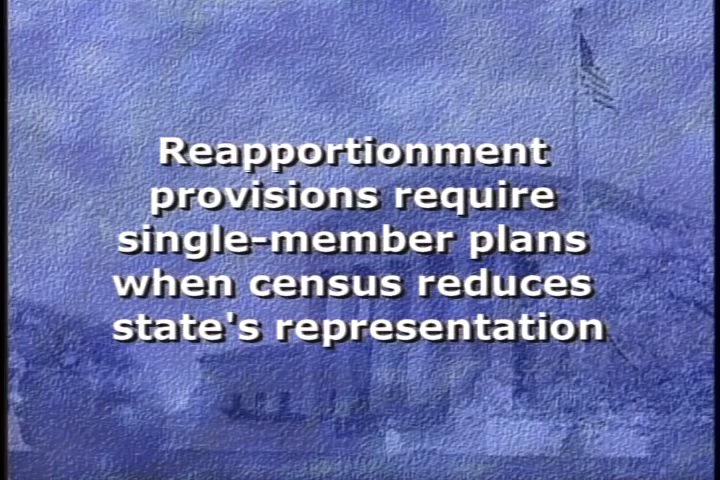 Reapportionment
provisions require
single-member plans
when census reduces
state's representation